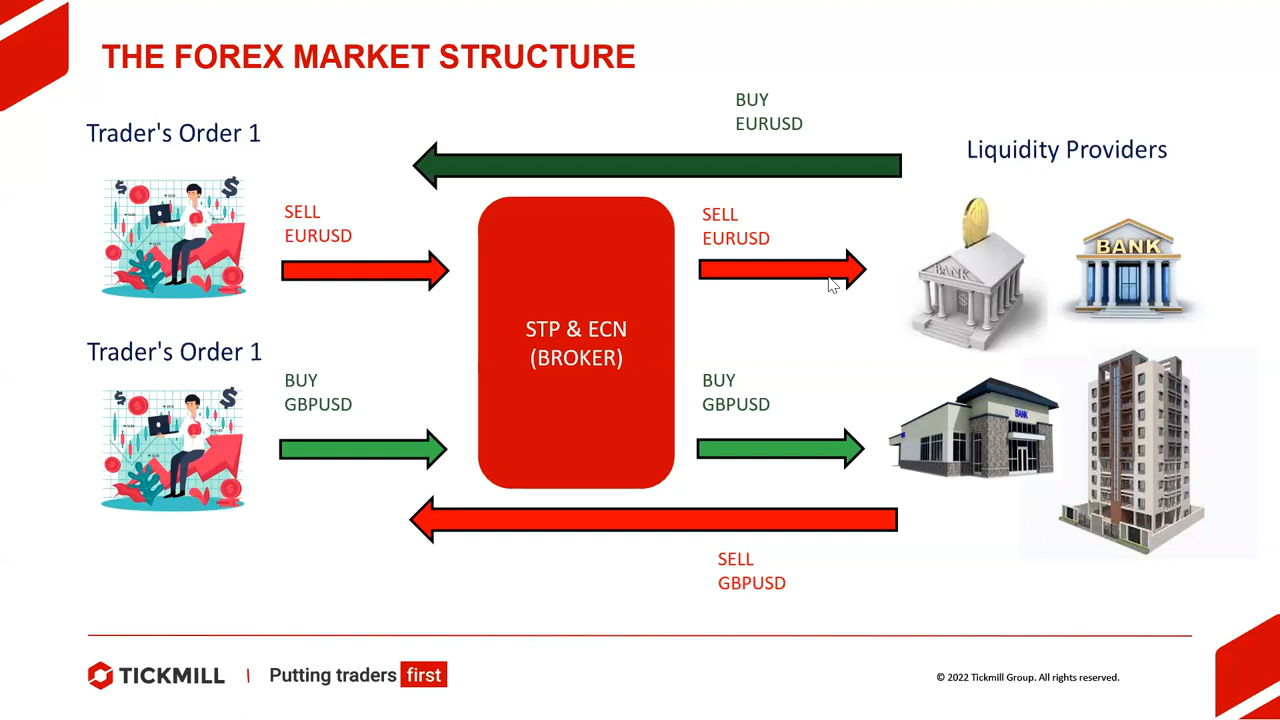 THE FOREX MARKET STRUCTURE
BUY
EURUSD
Trader's Order 1
Liquidity Providers
SELL
EURUSD
SELL
EURUSD
BANK
BANK
STP & ECN
(BROKER)
Trader's Order 1
BUY
GBPUSD
BUY
GBPUSD
BANK
SELL
GBPUSD
TICKMILL | Putting traders first
© 2022 Tickmill Group. All rights reserved.